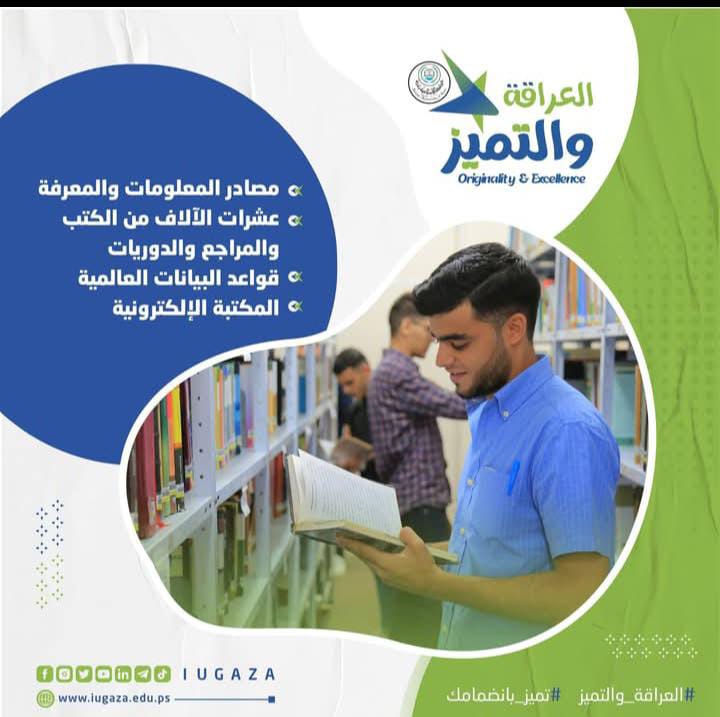 العراقة
والتميز
Originality & Excellence
مصادر المعلومات والمعرفة
عشرات الآلاف من الكتب
والمراجع والدوريات
قواعد البيانات العالمية
المكتبة الإلكترونية
IUGAZA
www.iugaza.edu.ps
#العراقة_والتميز #تميز_بانضمامك